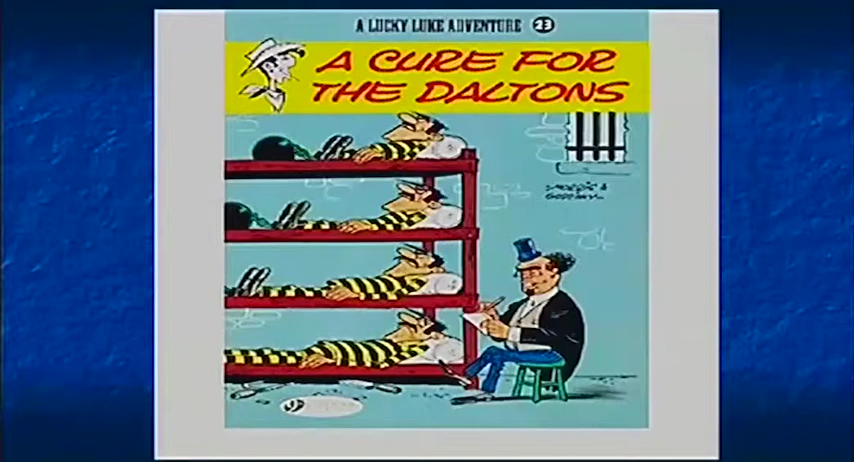 A LUCKY LUKE ADVENTURE 23
A CURE FOR
THE DALTONS